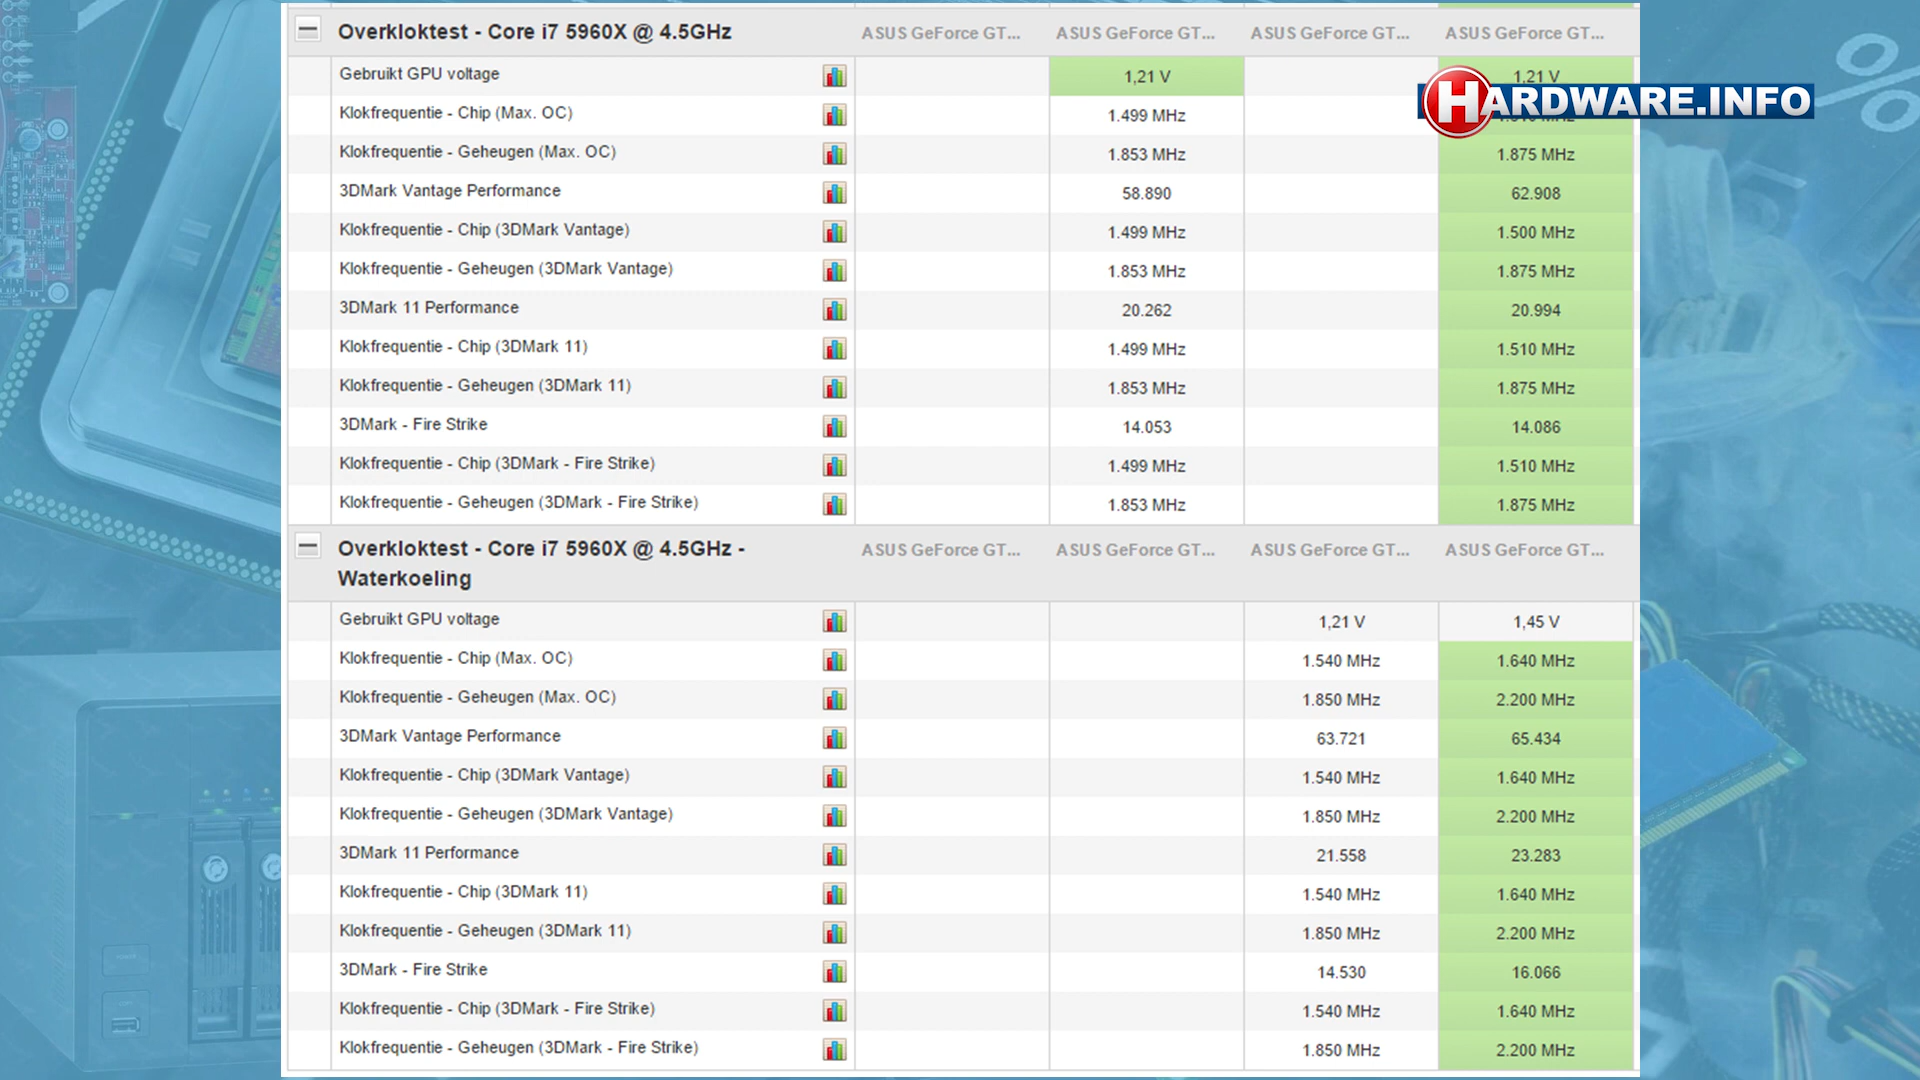 Overkloktest - Core i7 5960X @ 4.5GHz ASUS GeForce GT... ASUS GeForce GT... ASUS GeForce GT... ASUS GeForce GT...
Gebruikt GPU voltage 1,21 V 1,21 V
HARDWARE.INFO
Klokfrequentie - Chip (Max. OC) 1.499 MHz
Klokfrequentie - Geheugen (Max. OC) 1.853 MHz 1.875 MHz
3DMark Vantage Performance 58.890 62.908
Klokfrequentie - Chip (3DMark Vantage) 1.499 MHz 1.500 MHz
Klokfrequentie - Geheugen (3DMark Vantage) 1.853 MHz 1.875 MHz
3DMark 11 Performance 20.262 20.994
Klokfrequentie - Chip (3DMark 11) 1.499 MHz 1.510 MHz
Klokfrequentie - Geheugen (3DMark 11) 1.853 MHz 1.875 MHz
3DMark - Fire Strike 14.053 14.086
Klokfrequentie - Chip (3DMark - Fire Strike) 1.499 MHz 1.510 MHz
Klokfrequentie - Geheugen (3DMark - Fire Strike) 1.853 MHz 1.875 MHz
Overkloktest - Core i7 5960X @ 4.5GHz - ASUS GeForce GT... ASUS GeForce GT... ASUS GeForce GT... ASUS GeForce GT...
Waterkoeling
Gebruikt GPU voltage 1,21 V 1,45 V
Klokfrequentie - Chip (Max. OC) 1.540 MHz 1.640 MHz
Klokfrequentie - Geheugen (Max. OC) 1.850 MHz 2.200 MHz
3DMark Vantage Performance 63.721 65.434
Klokfrequentie - Chip (3DMark Vantage) 1.540 MHz 1.640 MHz
Klokfrequentie - Geheugen (3DMark Vantage) 1.850 MHz 2.200 MHz
3DMark 11 Performance 21.558 23.283
Klokfrequentie - Chip (3DMark 11) 1.540 MHz 1.640 MHz
Klokfrequentie - Geheugen (3DMark 11) 1.850 MHz 2.200 MHz
3DMark - Fire Strike 14.530 16.066
Klokfrequentie - Chip (3DMark - Fire Strike) 1.540 MHz 1.640 MHz
Klokfrequentie - Geheugen (3DMark - Fire Strike) 1.850 MHz 2.200 MHz